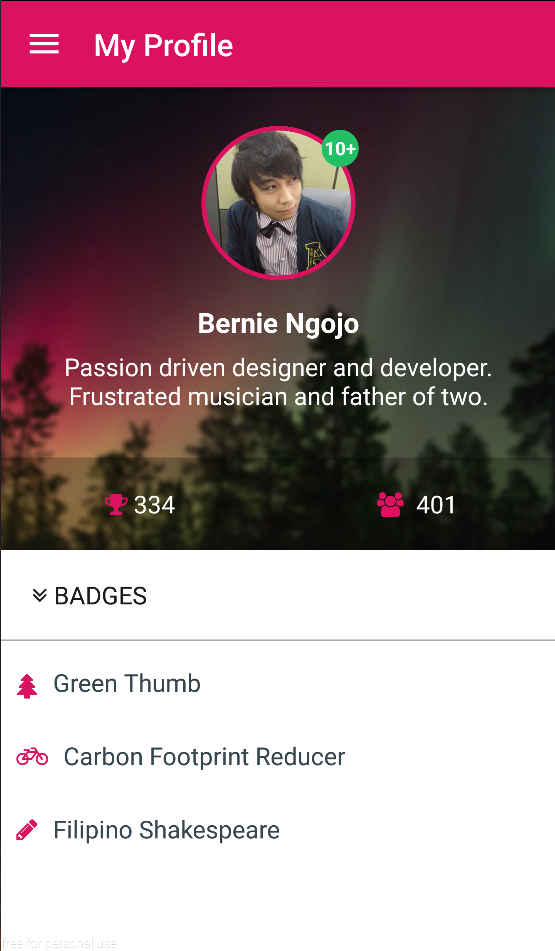 My Profile
10+
Bernie Ngojo
Passion driven designer and developer.
Frustrated musician and father of two.
334
401
BADGES
Green Thumb
Carbon Footprint Reducer
Filipino Shakespeare
free for personal use